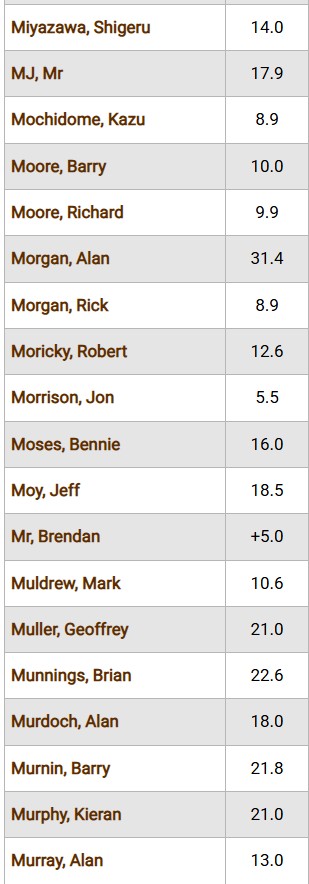 Miyazawa, Shigeru 14.0
MJ, Mr 17.9
Mochidome, Kazu 8.9
Moore, Barry 10.0
Moore, Richard 9.9
Morgan, Alan 31.4
Morgan, Rick 8.9
Moricky, Robert 12.6
Morrison, Jon 5.5
Moses, Bennie 16.0
Moy, Jeff 18.5
Mr, Brendan +5.0
Muldrew, Mark 10.6
Muller, Geoffrey 21.0
Munnings, Brian 22.6
Murdoch, Alan 18.0
Murnin, Barry 21.8
Murphy, Kieran 21.0
Murray, Alan 13.0